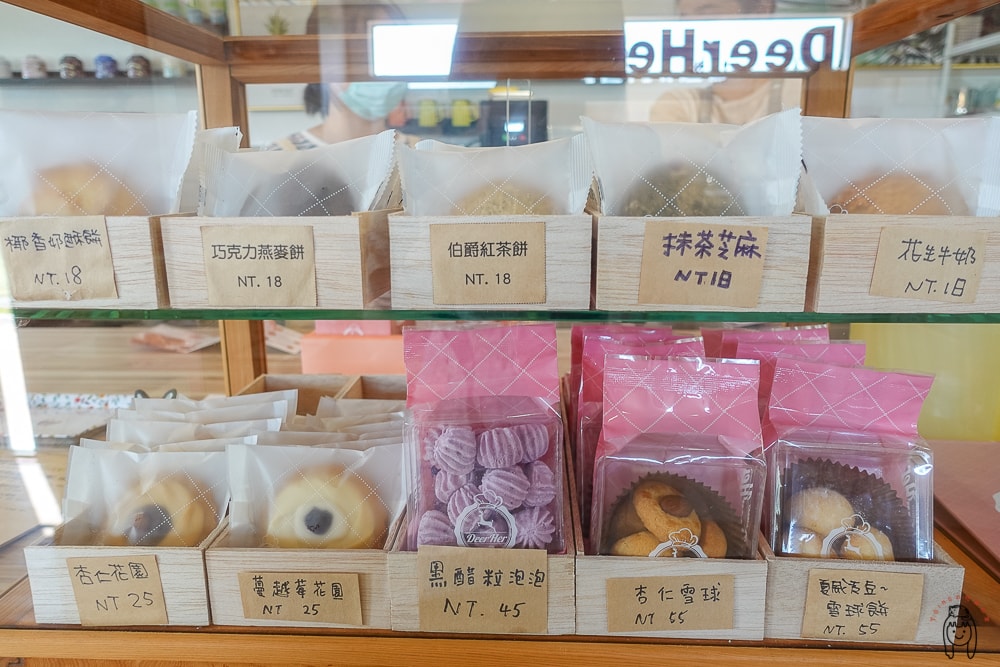 DeerHe
椰香奶酥餅
NT.18
巧克力燕麥餅
NT. 18
伯爵紅茶餅
NT. 18
抹茶芝麻
NT.18
花生牛奶
NT.18
DeerHer
杏仁花園
NT 25
蔓越莓花園
NT 25
黑醋粒泡泡
NT. 45
杏仁雪球
NT 55
夏威夷豆~
雪球餅
NT. 55